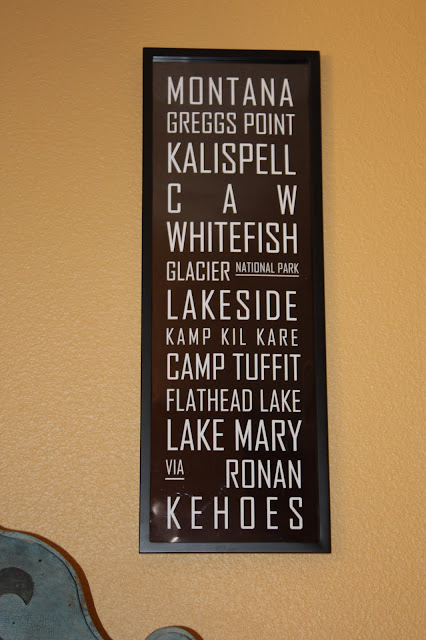 MONTANA
GREGGS POINT
KALISPELL
C A W
WHITEFISH
GLACIER NATIONAL PARK
LAKESIDE
KAMP KIL KARE
CAMP TUFFIT
FLATHEAD LAKE
LAKE MARY
VIA RONAN
KEHOES